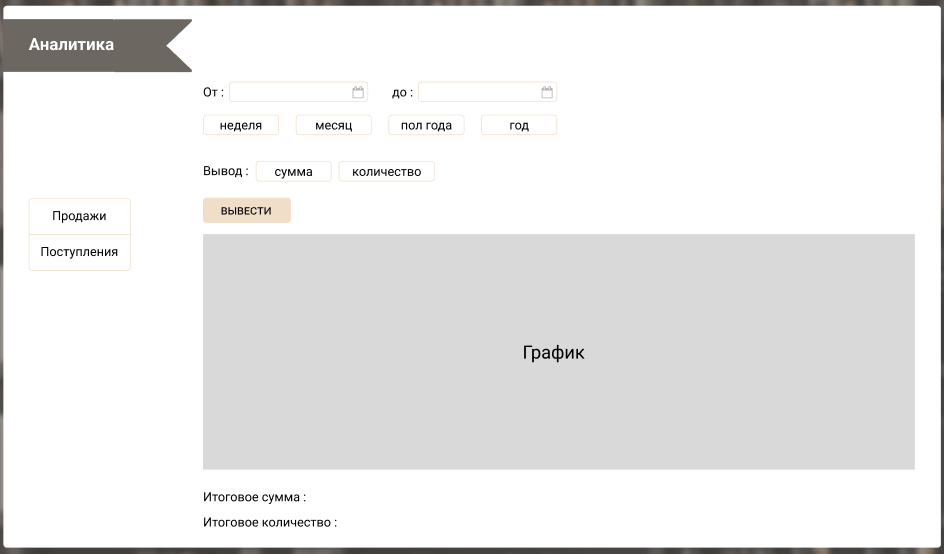 Аналитика
От : до :
неделя месяц пол года год
Вывод : сумма количество
Продажи
Поступления
ВЫВЕСТИ
График
Итоговое сумма :
Итоговое количество :